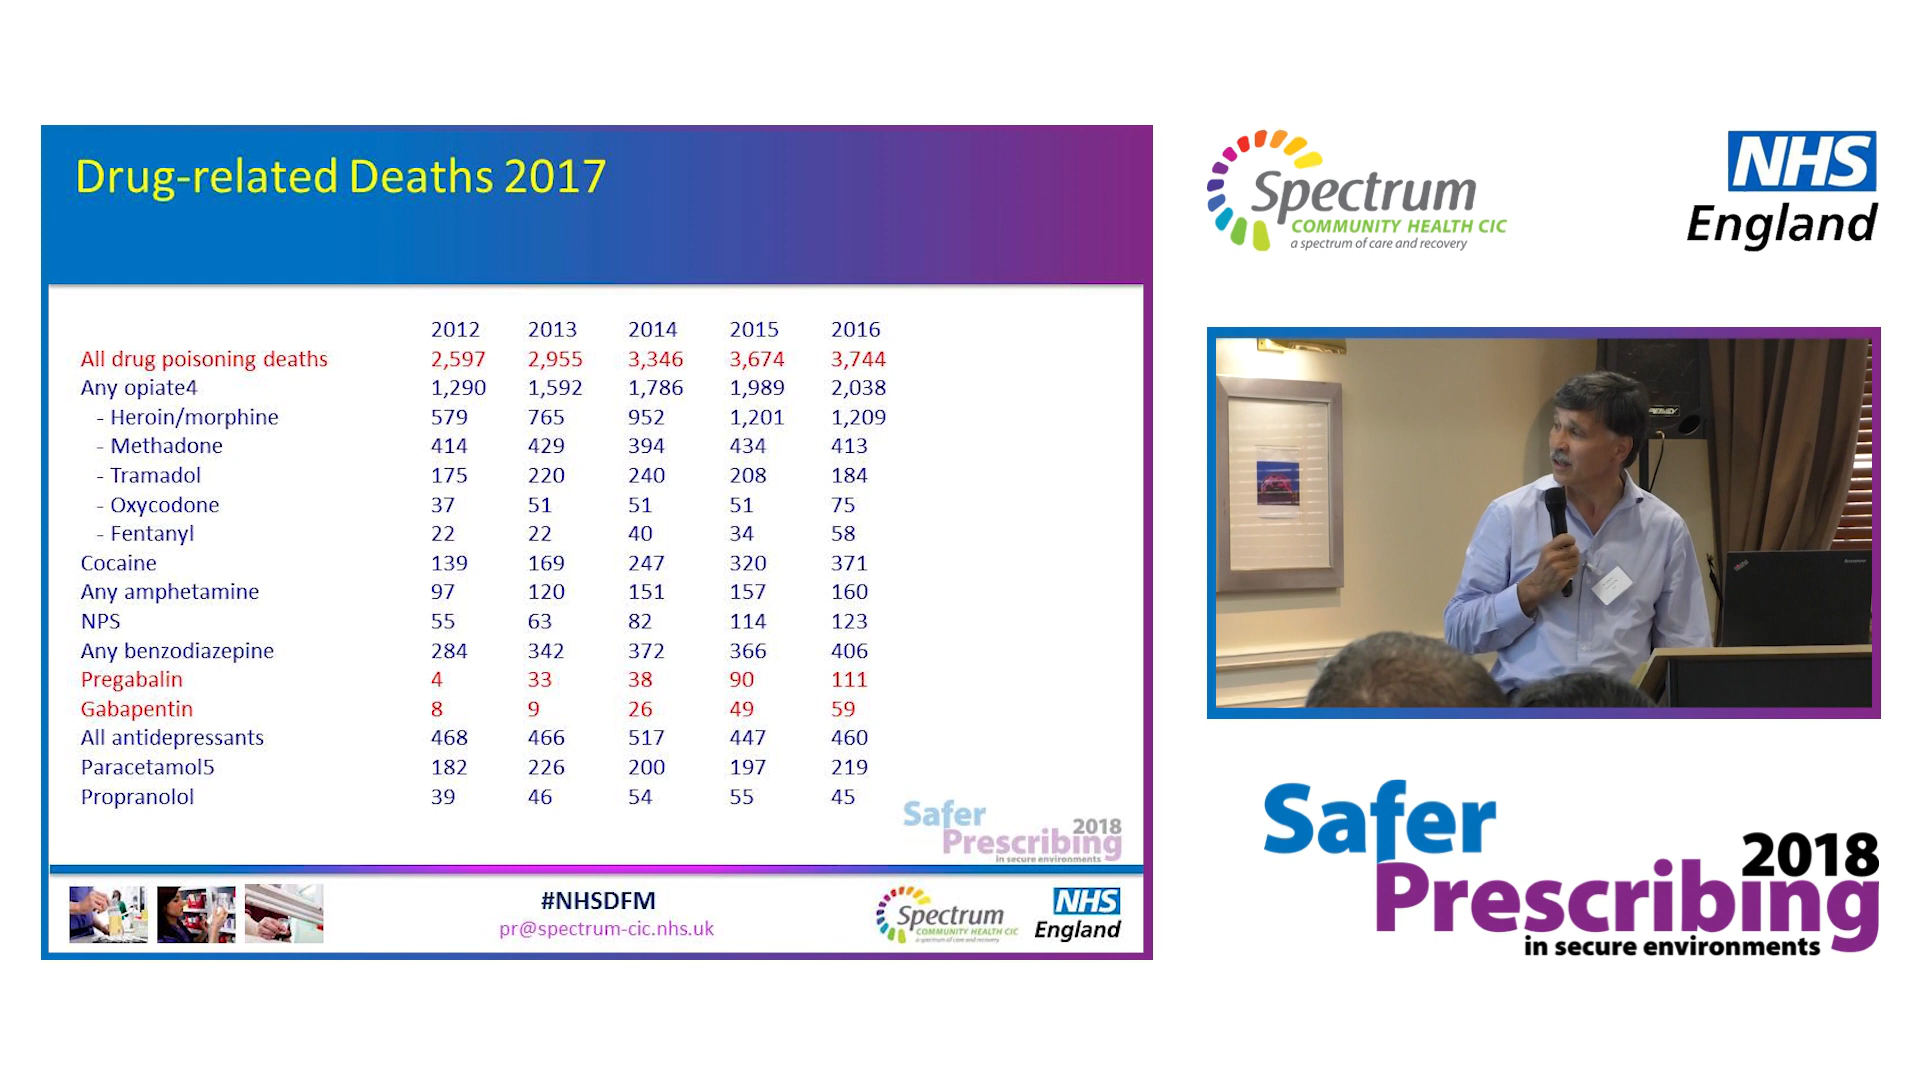 Drug-related Deaths 2017
2012 2013 2014 2015 2016
All drug poisoning deaths 2,597 2,955 3,346 3,674 3,744
Any opiate4 1,290 1,592 1,786 1,989 2,038
- Heroin/morphine 579 765 952 1,201 1,209
- Methadone 414 429 394 434 413
- Tramadol 175 220 240 208 184
- Oxycodone 37 51 51 51 75
- Fentanyl 22 22 40 34 58
Cocaine 139 169 247 320 371
Any amphetamine 97 120 151 157 160
NPS 55 63 82 114 123
Any benzodiazepine 284 342 372 366 406
Pregabalin 4 33 38 90 111
Gabapentin 8 9 26 49 59
All antidepressants 468 466 517 447 460
Paracetamol5 182 226 200 197 219
Propranolol 39 46 54 55 45
Safer
2018
Prescribing
in secure environments
#NHSDFM
pr@spectrum-cic.nhs.uk
Spectrum
COMMUNITY HEALTH CIC
a spectrum of care and recovery
NHS
England
Spectrum
COMMUNITY HEALTH CIC
a spectrum of care and recovery
NHS
England
Safer
2018
Prescribing
in secure environments